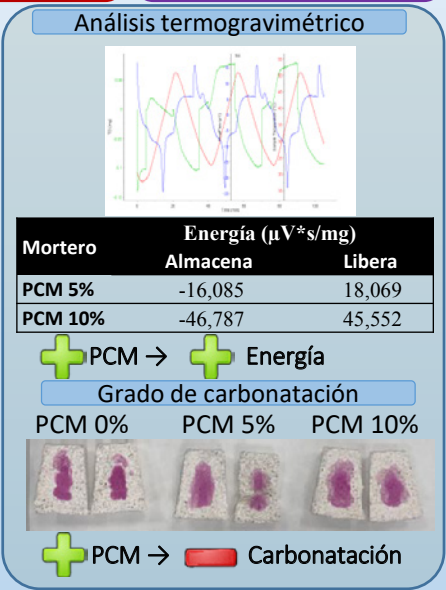 Análisis termogravimétrico
Mortero Energía (μV*s/mg)
Almacena Libera
PCM 5% -16,085 18,069
PCM 10% -46,787 45,552
PCM → Energía
Grado de carbonatación
PCM 0% PCM 5% PCM 10%
PCM → Carbonatación